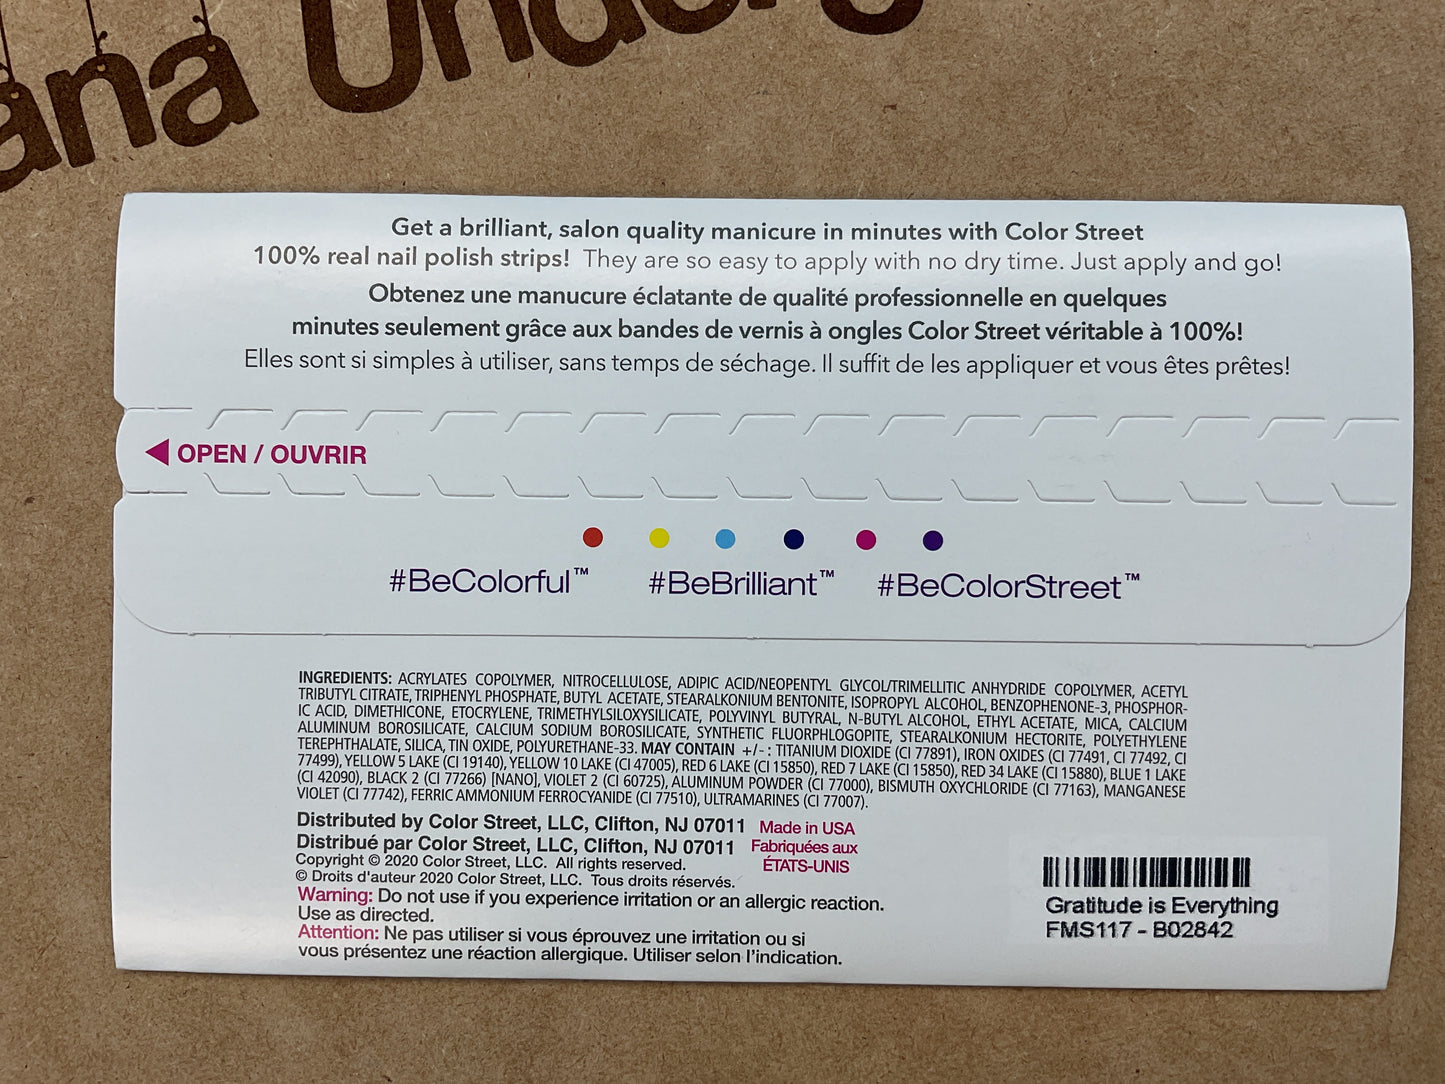 ana Underg
Get a brilliant, salon quality manicure in minutes with Color Street
100% real nail polish strips! They are so easy to apply with no dry time. Just apply and go!
Obtenez une manucure éclatante de qualité professionnelle en quelques
minutes seulement grâce aux bandes de vernis à ongles Color Street véritable à 100%!
Elles sont si simples à utiliser, sans temps de séchage. Il suffit de les appliquer et vous êtes prêtes!
OPEN / OUVRIR
#BeColorful™ #BeBrilliant™ #BeColorStreet™
INGREDIENTS: ACRYLATES COPOLYMER, NITROCELLULOSE, ADIPIC ACID/NEOPENTYL GLYCOL/TRIMELLITIC ANHYDRIDE COPOLYMER, ACETYL
TRIBUTYL CITRATE, TRIPHENYL PHOSPHATE, BUTYL ACETATE, STEARALKONIUM BENTONITE, ISOPROPYL ALCOHOL, BENZOPHENONE-3, PHOSPHOR-
IC ACID, DIMETHICONE, ETOCRYLENE, TRIMETHYLSILOXYSILICATE, POLYVINYL BUTYRAL, N-BUTYL ALCOHOL, ETHYL ACETATE, MICA, CALCIUM
ALUMINUM BOROSILICATE, CALCIUM SODIUM BOROSILICATE, SYNTHETIC FLUORPHLOGOPITE, STEARALKONIUM HECTORITE, POLYETHYLENE
TEREPHTHALATE, SILICA, TIN OXIDE, POLYURETHANE-33. MAY CONTAIN +/- : TITANIUM DIOXIDE (CI 77891), IRON OXIDES (CI 77491, CI 77492, CI
77499), YELLOW 5 LAKE (CI 19140), YELLOW 10 LAKE (CI 47005), RED 6 LAKE (CI 15850), RED 7 LAKE (CI 15850), RED 34 LAKE (CI 15880), BLUE 1 LAKE
(CI 42090), BLACK 2 (CI 77266) [NANO], VIOLET 2 (CI 60725), ALUMINUM POWDER (CI 77000), BISMUTH OXYCHLORIDE (CI 77163), MANGANESE
VIOLET (CI 77742), FERRIC AMMONIUM FERROCYANIDE (CI 77510), ULTRAMARINES (CI 77007).
Distributed by Color Street, LLC, Clifton, NJ 07011 Made in USA
Distribué par Color Street, LLC, Clifton, NJ 07011 Fabriquées aux
ÉTATS-UNIS
Copyright © 2020 Color Street, LLC. All rights reserved.
© Droits d'auteur 2020 Color Street, LLC. Tous droits réservés.
Warning: Do not use if you experience irritation or an allergic reaction.
Use as directed.
Attention: Ne pas utiliser si vous éprouvez une irritation ou si
vous présentez une réaction allergique. Utiliser selon l'indication.
Gratitude is Everything
FMS117 - B02842